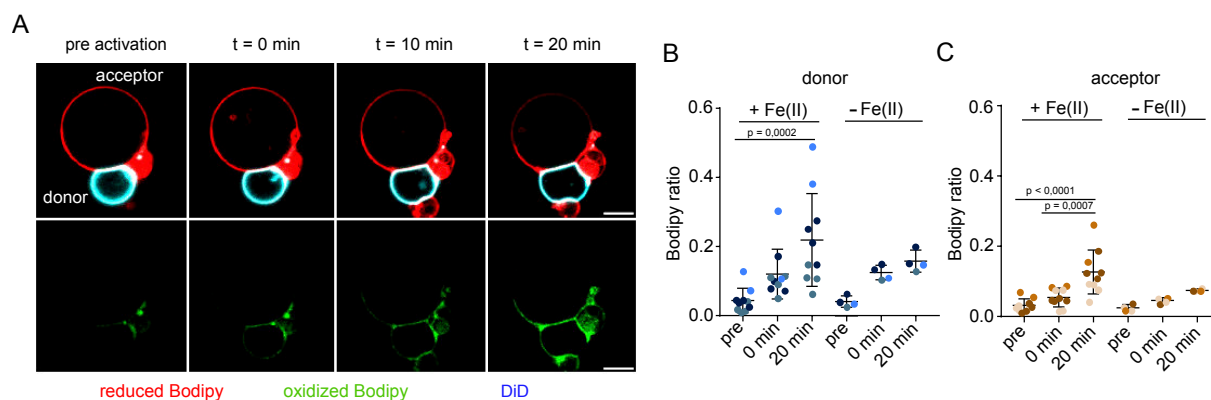 A
pre activation
t = 0 min
t = 10 min
t = 20 min
acceptor
donor
reduced Bodipy
oxidized Bodipy
DiD
B
donor
+ Fe(II)
– Fe(II)
p = 0,0002
Bodipy ratio
0.6
0.4
0.2
0.0
pre
0 min
20 min
pre
0 min
20 min
C
acceptor
+ Fe(II)
– Fe(II)
p < 0,0001
p = 0,0007
Bodipy ratio
0.6
0.4
0.2
0.0
pre
0 min
20 min
pre
0 min
20 min